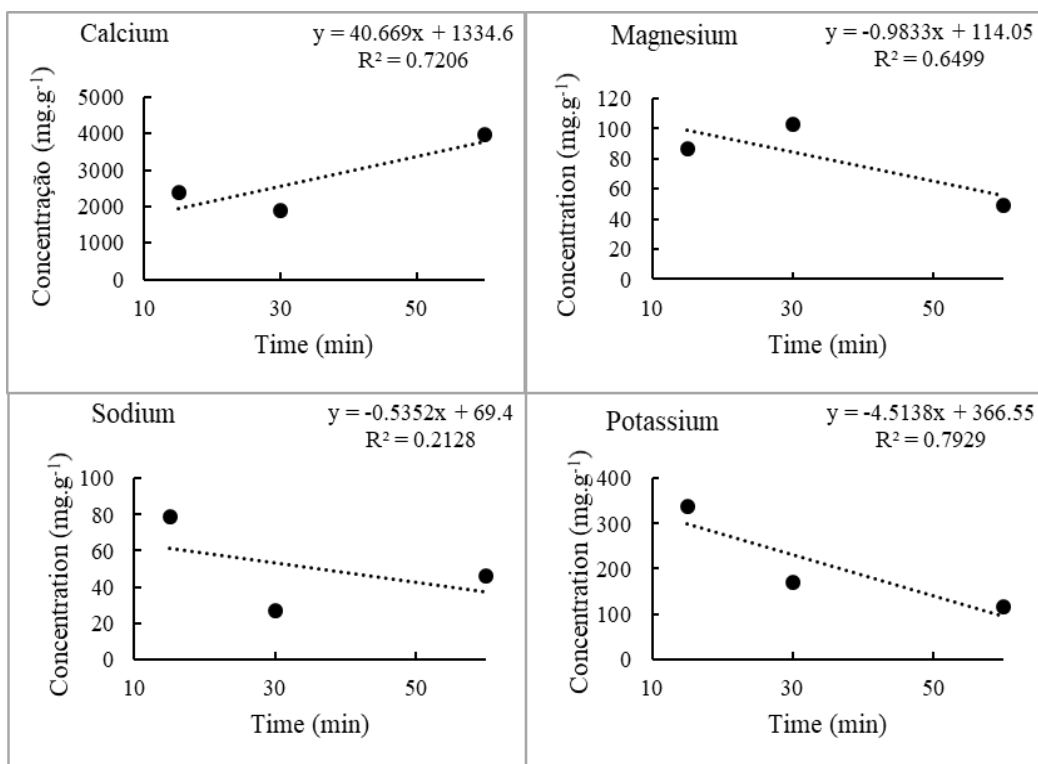 Calcium
y = 40.669x + 1334.6
R² = 0.7206
Concentração (mg.g⁻¹)
5000
4000
3000
2000
1000
0
10 30 50
Time (min)
Magnesium
y = -0.9833x + 114.05
R² = 0.6499
Concentration (mg.g⁻¹)
120
100
80
60
40
20
0
10 30 50
Time (min)
Sodium
y = -0.5352x + 69.4
R² = 0.2128
Concentration (mg.g⁻¹)
100
80
60
40
20
0
10 30 50
Time (min)
Potassium
y = -4.5138x + 366.55
R² = 0.7929
Concentration (mg.g⁻¹)
400
300
200
100
0
10 30 50
Time (min)